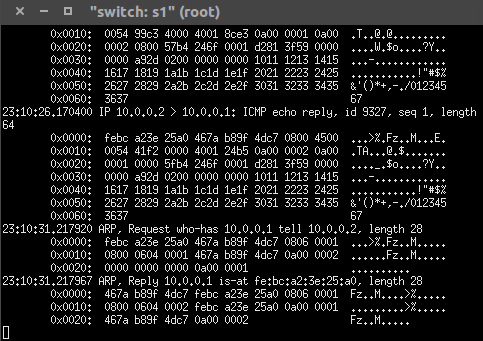 "switch: s1" (root)
0x0010:  0054 99c3 4000 4001 8ce3 0a00 0001 0a00  .T..@.@.........
0x0020:  0002 0800 57b4 246f 0001 d281 3f59 0000  ....W.$o....?Y..
0x0030:  0000 a92d 0200 0000 0000 1011 1213 1415  ...-............
0x0040:  1617 1819 1a1b 1c1d 1e1f 2021 2223 2425  ...........!"#$%
0x0050:  2627 2829 2a2b 2c2d 2e2f 3031 3233 3435  &'()*+,-./012345
0x0060:  3637                                     67
23:10:26.170400 IP 10.0.0.2 > 10.0.0.1: ICMP echo reply, id 9327, seq 1, length
64
0x0000:  febc a23e 25a0 467a b89f 4dc7 0800 4500  ...>%.Fz..M...E.
0x0010:  0054 41f2 0000 4001 24b5 0a00 0002 0a00  .TA...@.$.......
0x0020:  0001 0000 5fb4 246f 0001 d281 3f59 0000  ...._.$o....?Y..
0x0030:  0000 a92d 0200 0000 0000 1011 1213 1415  ...-............
0x0040:  1617 1819 1a1b 1c1d 1e1f 2021 2223 2425  ...........!"#$%
0x0050:  2627 2829 2a2b 2c2d 2e2f 3031 3233 3435  &'()*+,-./012345
0x0060:  3637                                     67
23:10:31.217920 ARP, Request who-has 10.0.0.1 tell 10.0.0.2, length 28
0x0000:  febc a23e 25a0 467a b89f 4dc7 0806 0001  ...>%.Fz..M.....
0x0010:  0800 0604 0001 467a b89f 4dc7 0a00 0002  ......Fz..M.....
0x0020:  0000 0000 0000 0a00 0001                 ..........
23:10:31.217967 ARP, Reply 10.0.0.1 is-at fe:bc:a2:3e:25:a0, length 28
0x0000:  467a b89f 4dc7 febc a23e 25a0 0806 0001  Fz..M....>%.....
0x0010:  0800 0604 0002 febc a23e 25a0 0a00 0001  .........>%.....
0x0020:  467a b89f 4dc7 0a00 0002                 Fz..M.....